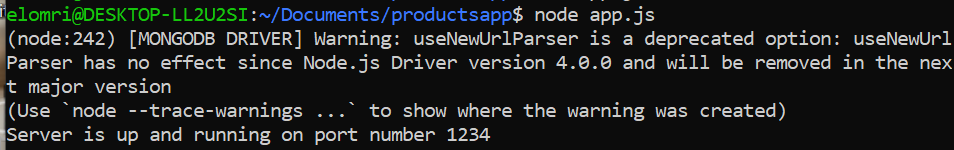 elomri@DESKTOP-LL2U2SI:~/Documents/productsapp$ node app.js
(node:242) [MONGODB DRIVER] Warning: useNewUrlParser is a deprecated option: useNewUrl
Parser has no effect since Node.js Driver version 4.0.0 and will be removed in the nex
t major version
(Use `node --trace-warnings ...` to show where the warning was created)
Server is up and running on port number 1234